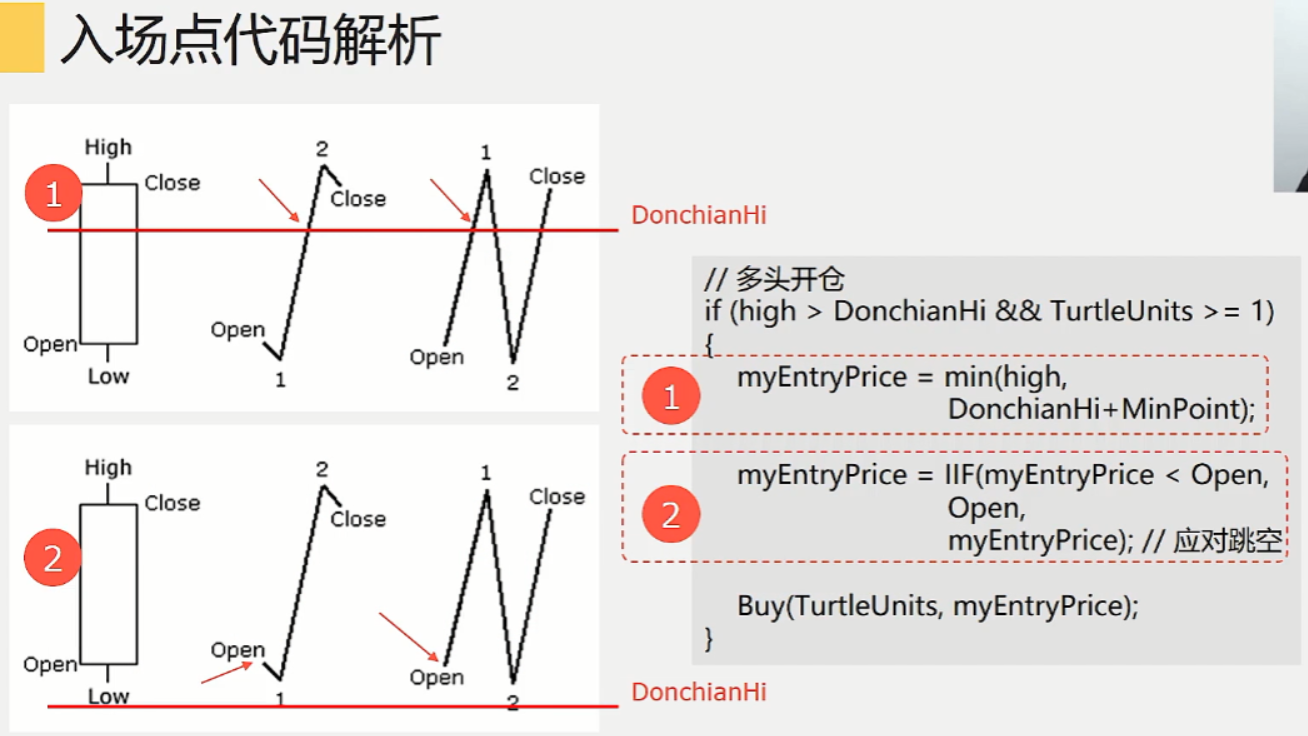 入场点代码解析
High
1
Close
Open
Low
2
Close
Open
1
1
Close
Open
2
DonchianHi
2
High
Close
Open
Low
2
Close
Open
1
1
Close
Open
2
DonchianHi
// 多头开仓
if (high > DonchianHi && TurtleUnits >= 1)
{
1
myEntryPrice = min(high,
DonchianHi+MinPoint);
2
myEntryPrice = IIF(myEntryPrice < Open,
Open,
myEntryPrice); // 应对跳空
Buy(TurtleUnits, myEntryPrice);
}